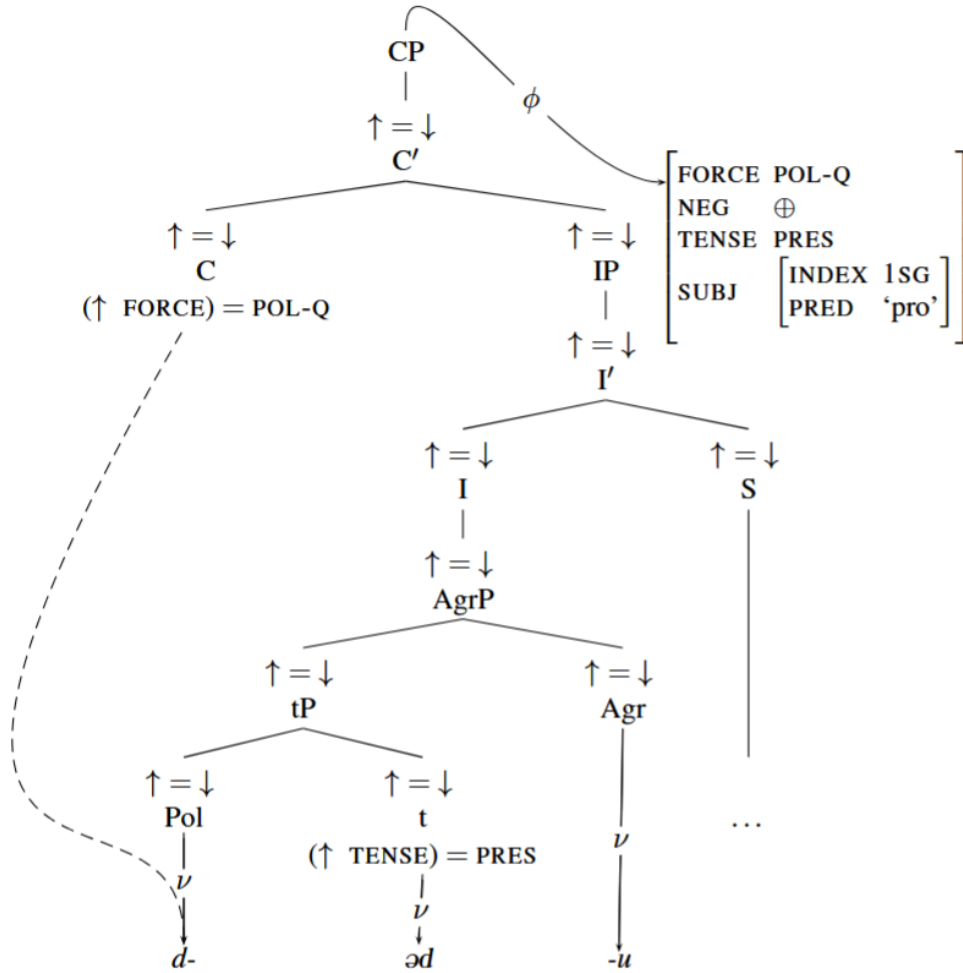 CP
ϕ
↑ = ↓
C′
FORCE POL-Q
NEG ⊕
TENSE PRES
SUBJ [INDEX 1SG
PRED ‘pro’]
↑ = ↓ ↑ = ↓
C IP
(↑ FORCE) = POL-Q
↑ = ↓
I′
↑ = ↓ ↑ = ↓
I S
↑ = ↓
AgrP
↑ = ↓ ↑ = ↓
tP Agr
↑ = ↓ ↑ = ↓
Pol t …
(↑ TENSE) = PRES ν
ν ν
d- əd -u